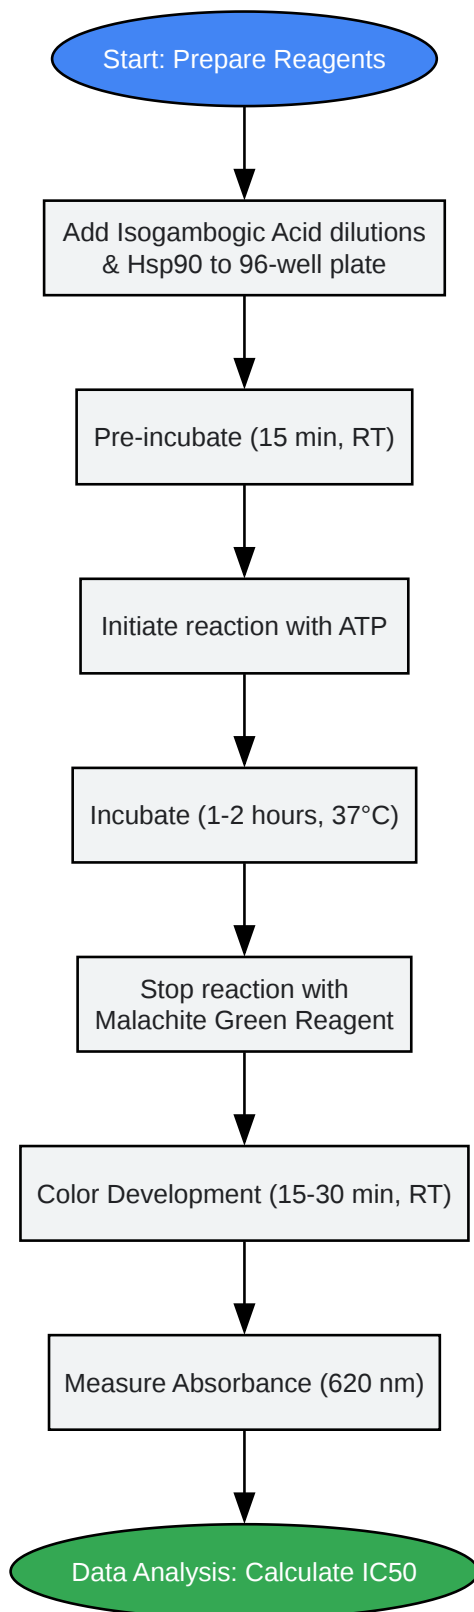 Start: Prepare Reagents
Add Isogambogic Acid dilutions
& Hsp90 to 96-well plate
Pre-incubate (15 min, RT)
Initiate reaction with ATP
Incubate (1-2 hours, 37°C)
Stop reaction with
Malachite Green Reagent
Color Development (15-30 min, RT)
Measure Absorbance (620 nm)
Data Analysis: Calculate IC50